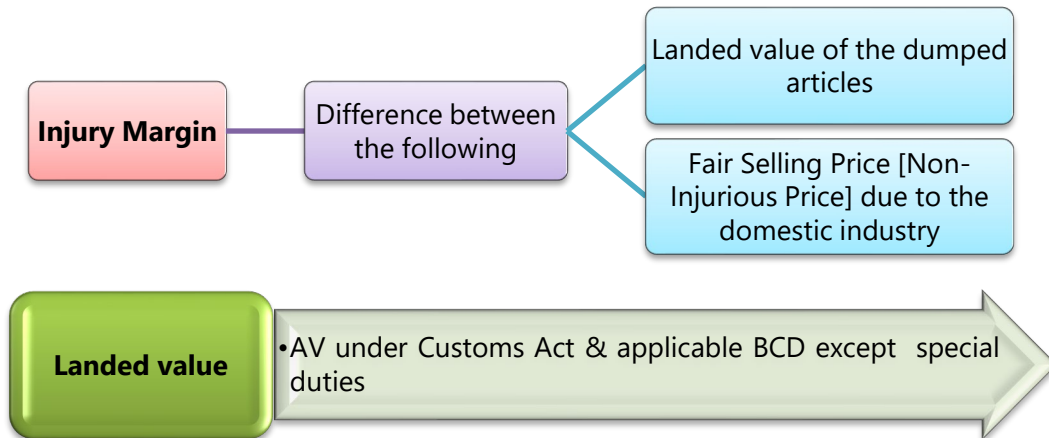 Landed value of the dumped
articles
Injury Margin
Difference between
the following
Fair Selling Price [Non-
Injurious Price] due to the
domestic industry
Landed value
•AV under Customs Act & applicable BCD except special
duties